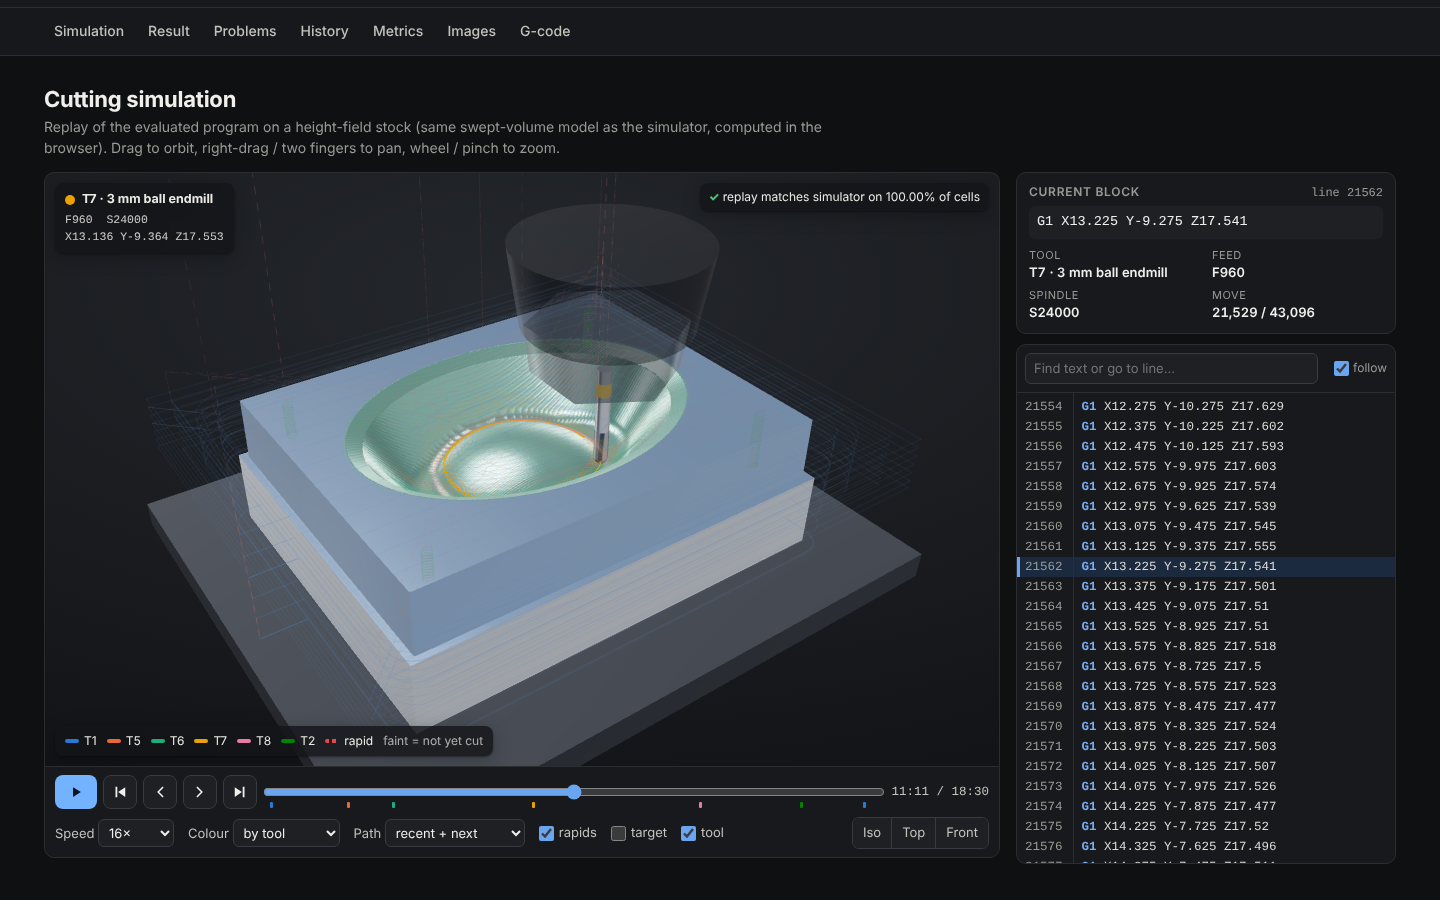 Simulation Result Problems History Metrics Images G-code
Cutting simulation
Replay of the evaluated program on a height-field stock (same swept-volume model as the simulator, computed in the
browser). Drag to orbit, right-drag / two fingers to pan, wheel / pinch to zoom.
T7 · 3 mm ball endmill
F960 S24000
X13.136 Y-9.364 Z17.553
✓ replay matches simulator on 100.00% of cells
T1 T5 T6 T7 T8 T2 rapid faint = not yet cut
11:11 / 18:30
Speed 16× Colour by tool Path recent + next rapids target tool Iso Top Front
CURRENT BLOCK line 21562
G1 X13.225 Y-9.275 Z17.541
TOOL FEED
T7 · 3 mm ball endmill F960
SPINDLE MOVE
S24000 21,529 / 43,096
Find text or go to line... follow
21554 G1 X12.275 Y-10.275 Z17.629
21555 G1 X12.375 Y-10.225 Z17.602
21556 G1 X12.475 Y-10.125 Z17.593
21557 G1 X12.575 Y-9.975 Z17.603
21558 G1 X12.675 Y-9.925 Z17.574
21559 G1 X12.975 Y-9.625 Z17.539
21560 G1 X13.075 Y-9.475 Z17.545
21561 G1 X13.125 Y-9.375 Z17.555
21562 G1 X13.225 Y-9.275 Z17.541
21563 G1 X13.375 Y-9.175 Z17.501
21564 G1 X13.425 Y-9.075 Z17.51
21565 G1 X13.525 Y-8.925 Z17.51
21566 G1 X13.575 Y-8.825 Z17.518
21567 G1 X13.675 Y-8.725 Z17.5
21568 G1 X13.725 Y-8.575 Z17.523
21569 G1 X13.875 Y-8.475 Z17.477
21570 G1 X13.875 Y-8.325 Z17.524
21571 G1 X13.975 Y-8.225 Z17.503
21572 G1 X14.025 Y-8.125 Z17.507
21573 G1 X14.075 Y-7.975 Z17.526
21574 G1 X14.225 Y-7.875 Z17.477
21575 G1 X14.225 Y-7.725 Z17.52
21576 G1 X14.325 Y-7.625 Z17.496